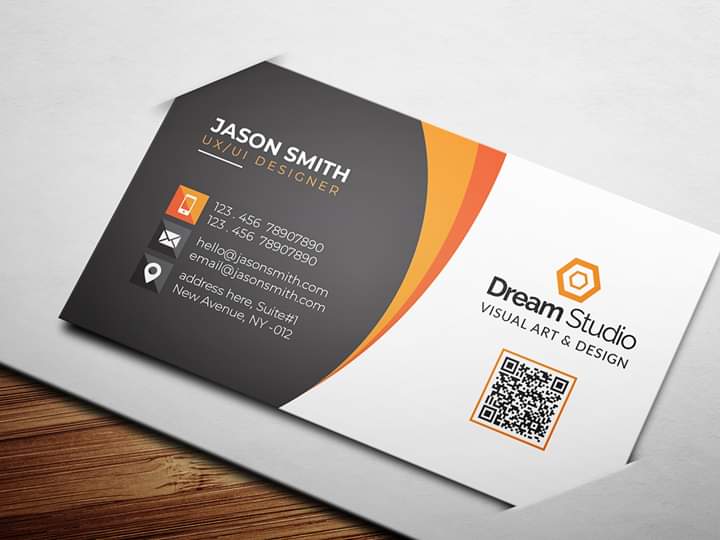 JASON SMITH
UX/UI DESIGNER
123 . 456 78907890
123 . 456 78907890
hello@jasonsmith.com
email@jasonsmith.com
address here, Suite#1
New Avenue, NY -012
Dream Studio
VISUAL ART & DESIGN